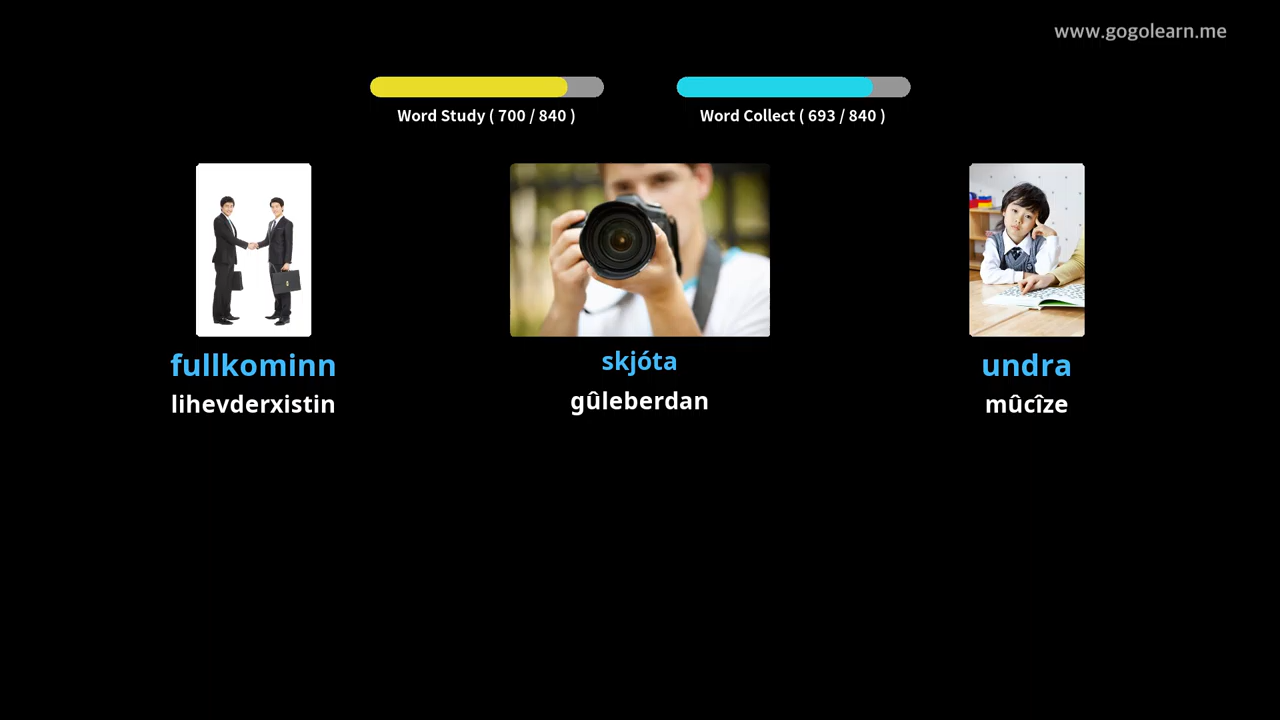 www.gogolearn.me
Word Study ( 700 / 840 )
Word Collect ( 693 / 840 )
fullkominn
lihevderxistin
skjóta
gûleberdan
undra
mûcîze